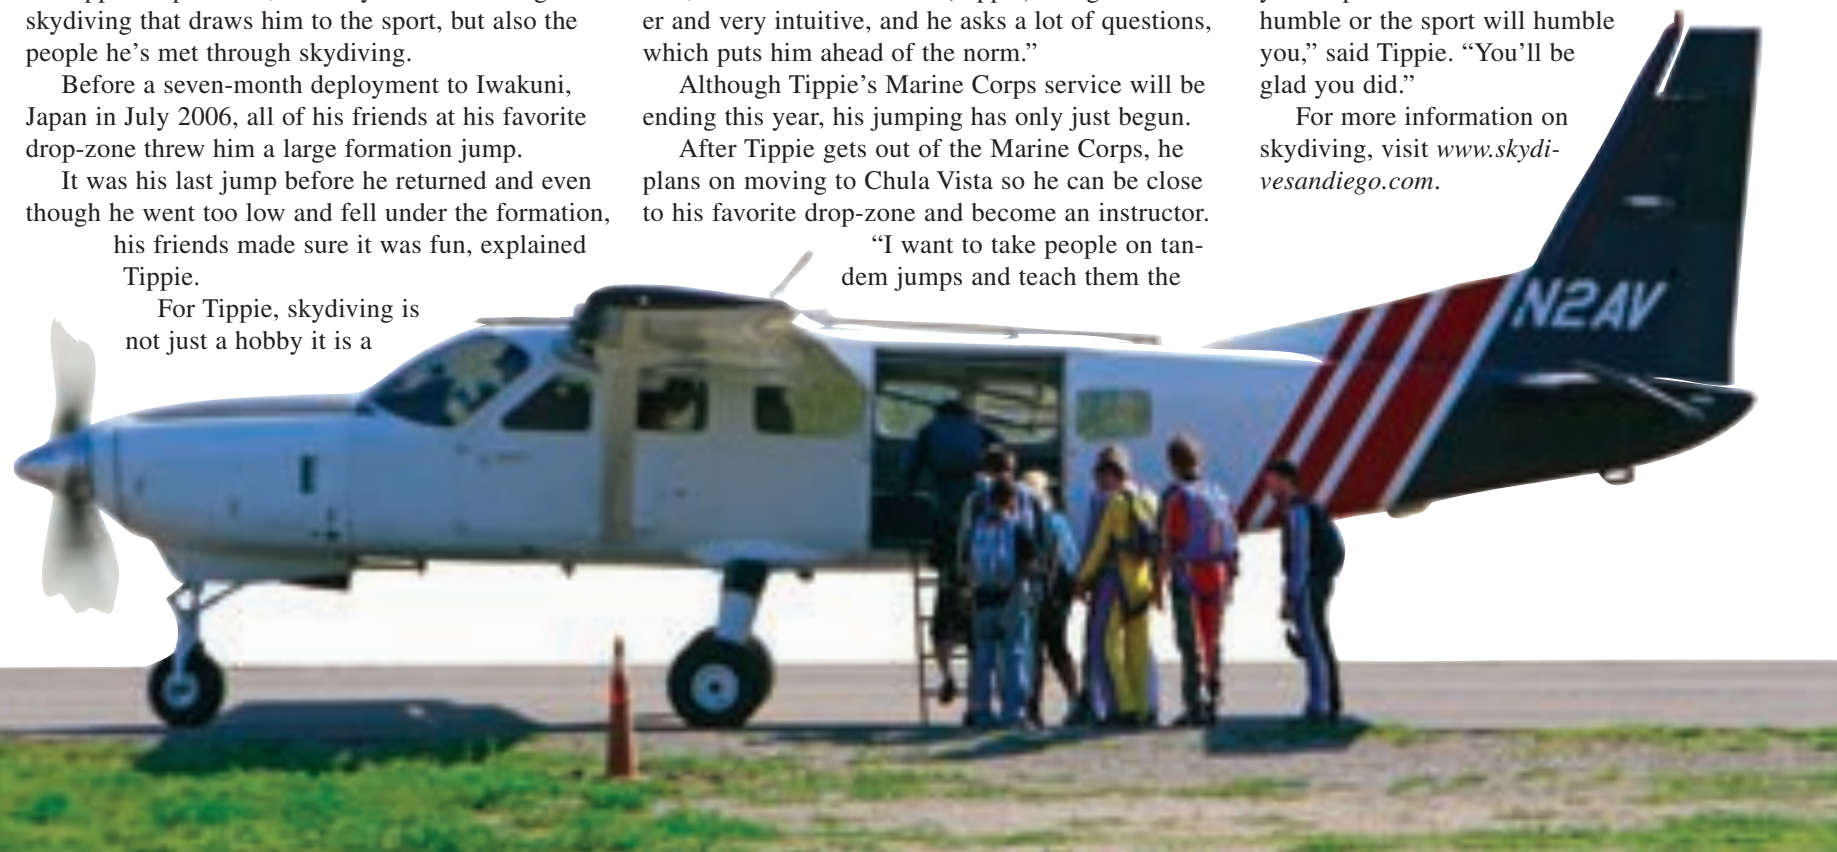 skydiving that draws him to the sport, but also the
people he’s met through skydiving.
Before a seven-month deployment to Iwakuni,
Japan in July 2006, all of his friends at his favorite
drop-zone threw him a large formation jump.
It was his last jump before he returned and even
though he went too low and fell under the formation,
his friends made sure it was fun, explained
Tippie.
For Tippie, skydiving is
not just a hobby it is a
er and very intuitive, and he asks a lot of questions,
which puts him ahead of the norm.”
Although Tippie’s Marine Corps service will be
ending this year, his jumping has only just begun.
After Tippie gets out of the Marine Corps, he
plans on moving to Chula Vista so he can be close
to his favorite drop-zone and become an instructor.
“I want to take people on tan-
dem jumps and teach them the
humble or the sport will humble
you,” said Tippie. “You’ll be
glad you did.”
For more information on
skydiving, visit www.skydi-
vesandiego.com.
N2AV